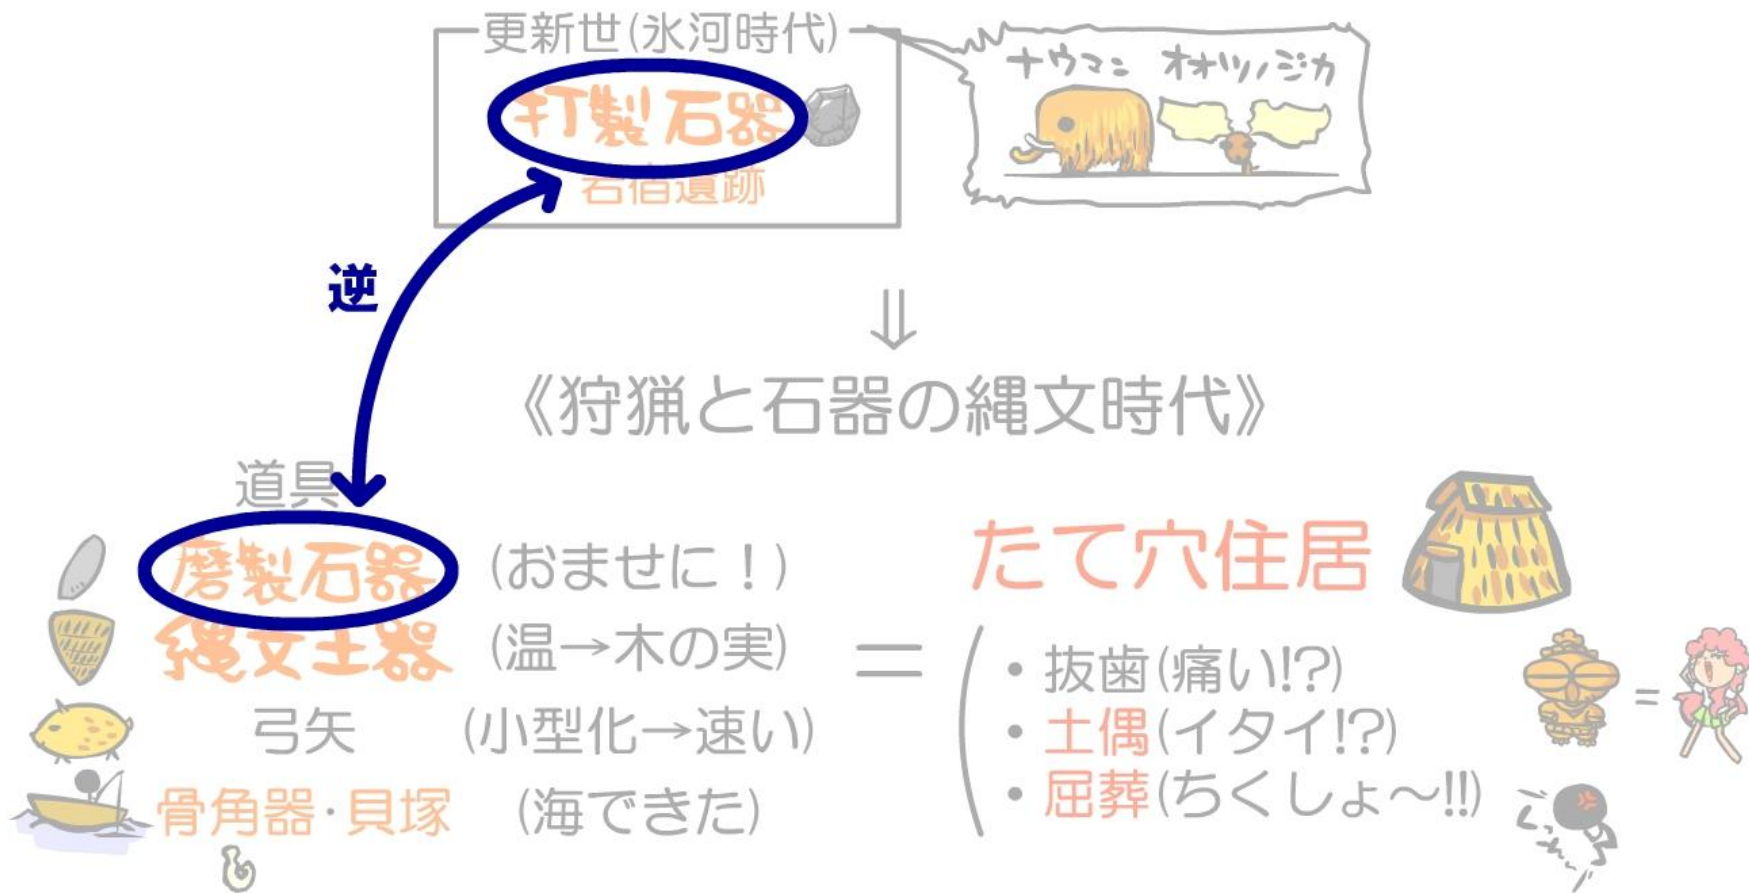 更新世(氷河時代)
打製石器
岩宿遺跡
ナウマン オオツノジカ
逆
⇓
《狩猟と石器の縄文時代》
道具
磨製石器 (おませに!)
縄文土器 (温→木の実)
弓矢 (小型化→速い)
骨角器・貝塚 (海できた)
=
たて穴住居
・抜歯(痛い!?)
・土偶(イタイ!?)
・屈葬(ちくしょ〜!!)
=